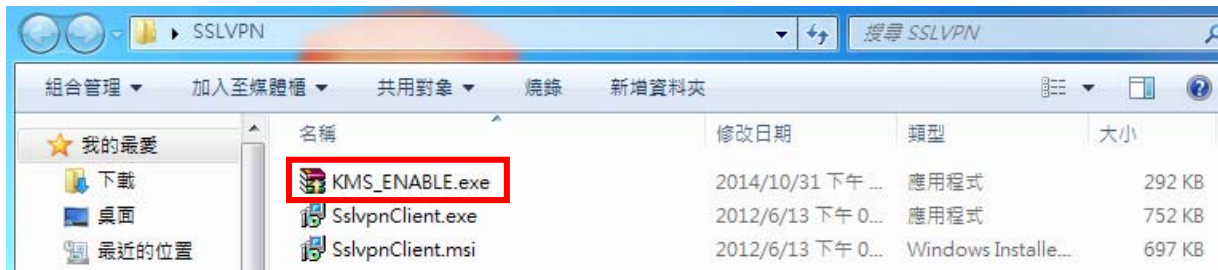 SSLVPN 搜尋 SSLVPN
組合管理 加入至媒體櫃 共用對象 燒錄 新增資料夾
我的最愛 名稱 修改日期 類型 大小
下載 KMS_ENABLE.exe 2014/10/31 下午 ... 應用程式 292 KB
桌面 SslvpnClient.exe 2012/6/13 下午 0... 應用程式 752 KB
最近的位置 SslvpnClient.msi 2012/6/13 下午 0... Windows Installe... 697 KB